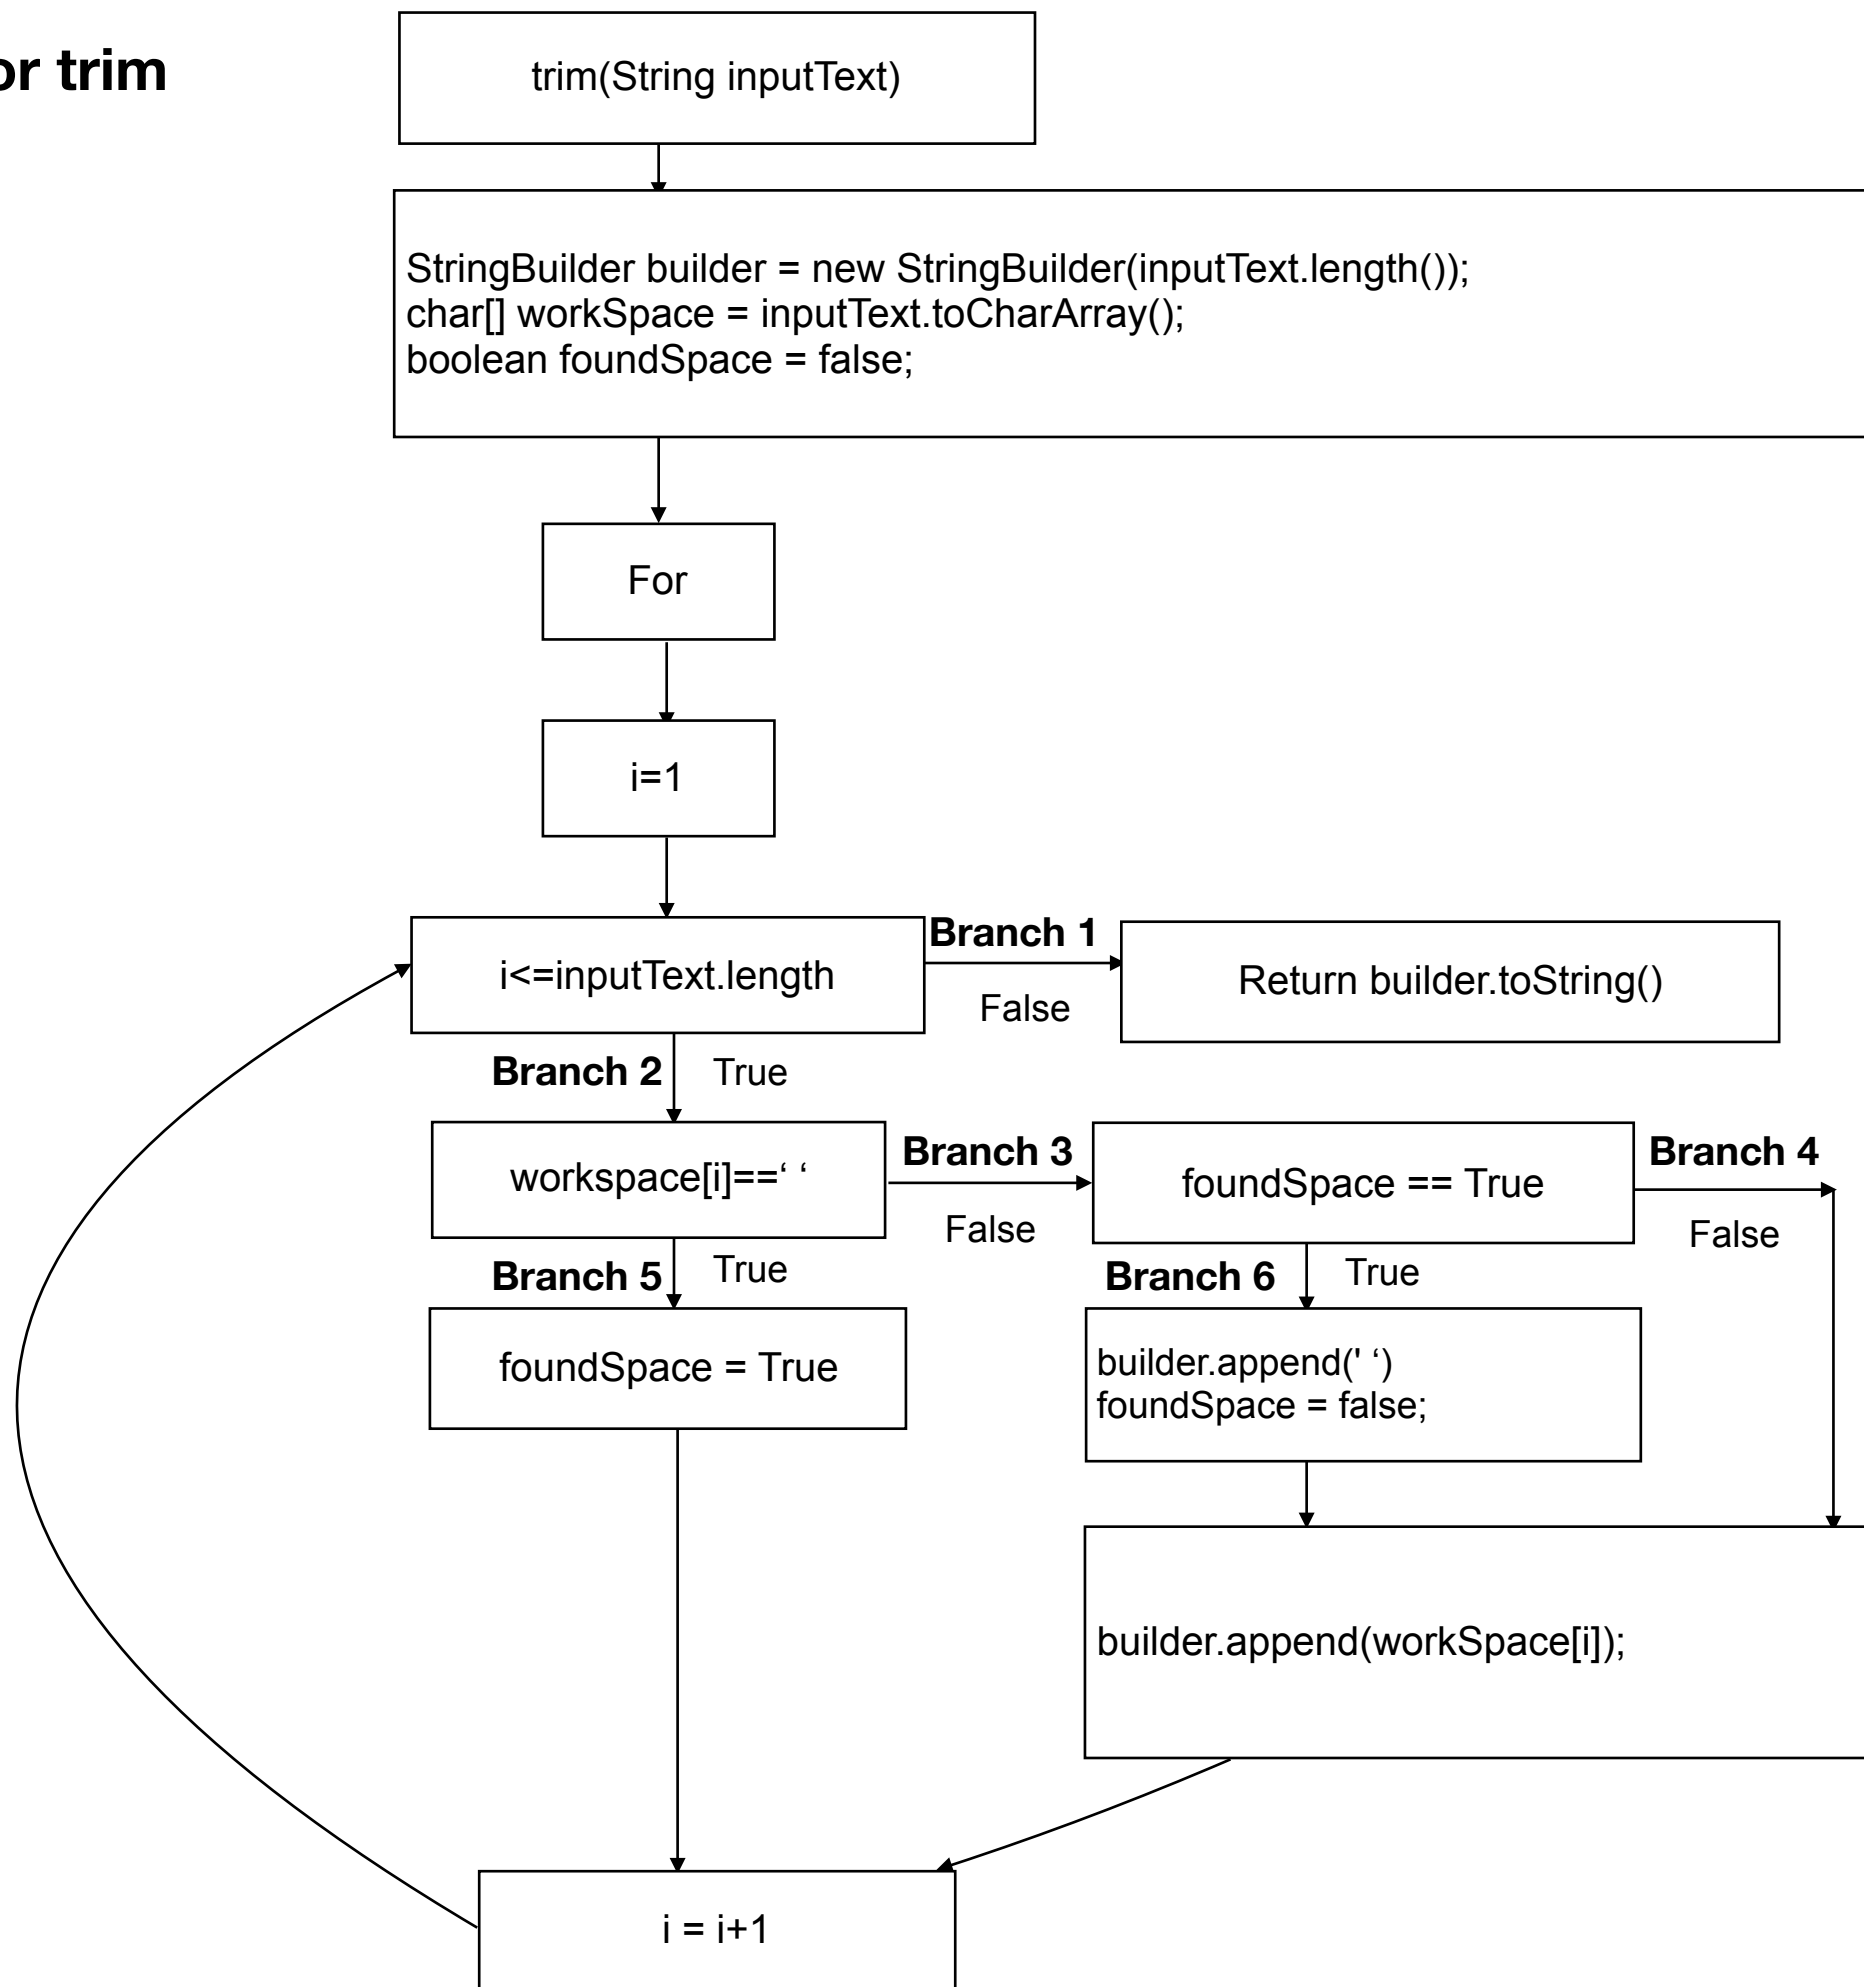 or trim
trim(String inputText)
StringBuilder builder = new StringBuilder(inputText.length());
char[] workSpace = inputText.toCharArray();
boolean foundSpace = false;
For
i=1
i<=inputText.length
Branch 1
False
Return builder.toString()
Branch 2
True
workspace[i]==‘ ‘
Branch 3
False
foundSpace == True
Branch 4
False
Branch 5
True
Branch 6
True
foundSpace = True
builder.append(' ‘)
foundSpace = false;
builder.append(workSpace[i]);
i = i+1